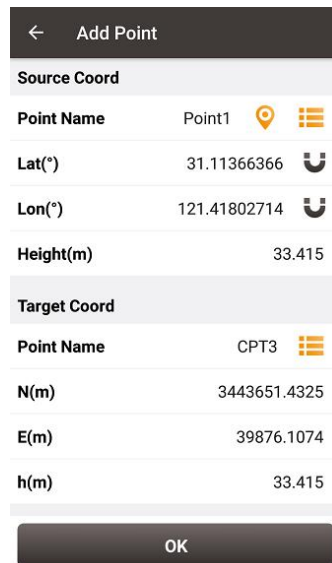 Add Point
Source Coord
Point Name Point1
Lat(°) 31.11366366
Lon(°) 121.41802714
Height(m) 33.415
Target Coord
Point Name CPT3
N(m) 3443651.4325
E(m) 39876.1074
h(m) 33.415
OK